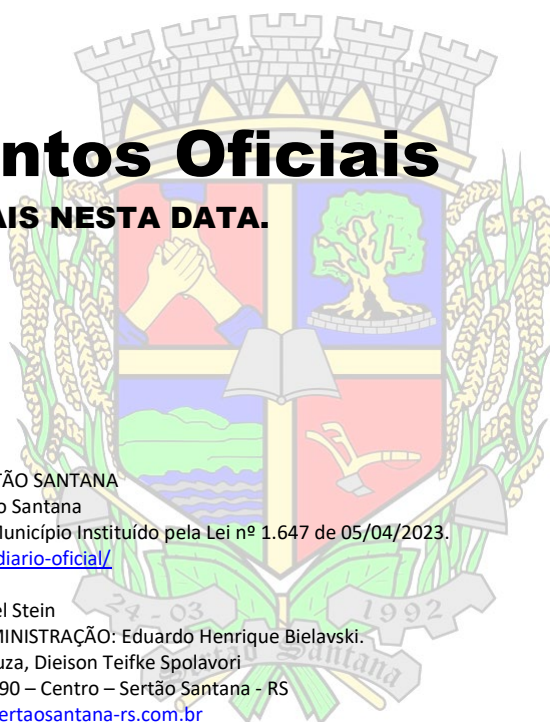 ntos Oficiais
AIS NESTA DATA.
TÃO SANTANA
o Santana
Município Instituído pela Lei nº 1.647 de 05/04/2023.
diario-oficial/
el Stein
MINISTRAÇÃO: Eduardo Henrique Bielavski.
uza, Dieison Teifke Spolavori
90 – Centro – Sertão Santana - RS
ertaosantana-rs.com.br
24 - 03 1992
Sertão Santana